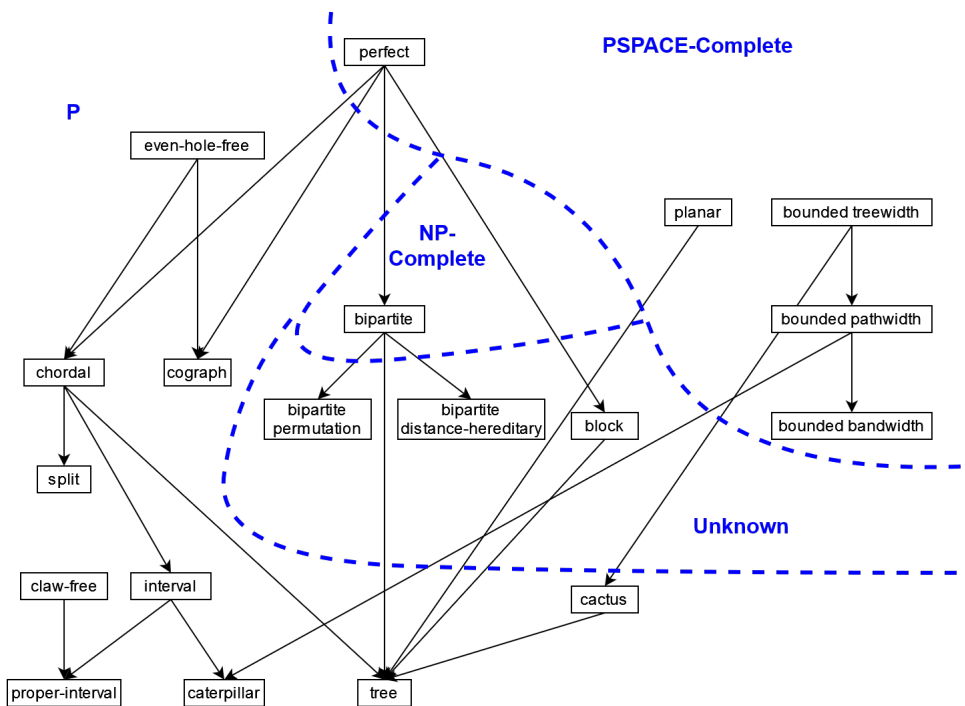 PSPACE-Complete
perfect
P
even-hole-free
planar
bounded treewidth
NP-
Complete
bipartite
bounded pathwidth
chordal
cograph
bipartite
permutation
bipartite
distance-hereditary
block
bounded bandwidth
split
Unknown
claw-free
interval
cactus
proper-interval
caterpillar
tree